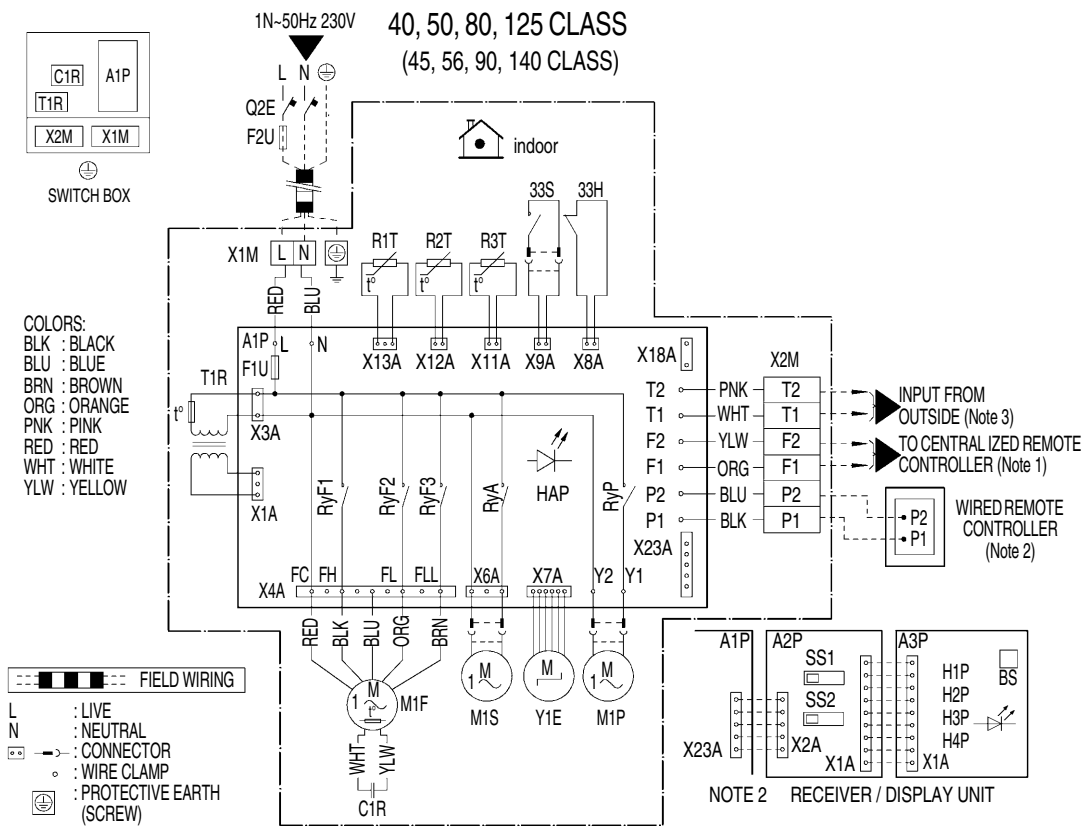 1N~50Hz 230V
40, 50, 80, 125 CLASS
(45, 56, 90, 140 CLASS)
C1R
A1P
T1R
X2M
X1M
SWITCH BOX
L N
Q2E
F2U
indoor
X1M
L N
RED
BLU
R1T
t°
R2T
t°
R3T
t°
33S
33H
COLORS:
BLK : BLACK
BLU : BLUE
BRN : BROWN
ORG : ORANGE
PNK : PINK
RED : RED
WHT : WHITE
YLW : YELLOW
A1P
L
N
F1U
X13A
X12A
X11A
X9A
X8A
X18A
X2M
T1R
t°
X3A
X1A
RyF1
RyF2
RyF3
RyA
HAP
RyP
T2 PNK T2
T1 WHT T1
F2 YLW F2
F1 ORG F1
P2 BLU P2
P1 BLK P1
INPUT FROM
OUTSIDE (Note 3)
TO CENTRAL IZED REMOTE
CONTROLLER (Note 1)
P2
P1
WIRED REMOTE
CONTROLLER
(Note 2)
X23A
X4A
FC FH FL FLL
X6A
X7A
Y2 Y1
RED
BLK
BLU
ORG
BRN
M
1
t°
M1F
WHT
YLW
C1R
M
1
M1S
M
Y1E
M
1
M1P
FIELD WIRING
L : LIVE
N : NEUTRAL
: CONNECTOR
: WIRE CLAMP
: PROTECTIVE EARTH
(SCREW)
A1P
A2P
A3P
SS1
SS2
H1P
H2P
H3P
H4P
BS
X23A
X2A
X1A
X1A
NOTE 2
RECEIVER / DISPLAY UNIT